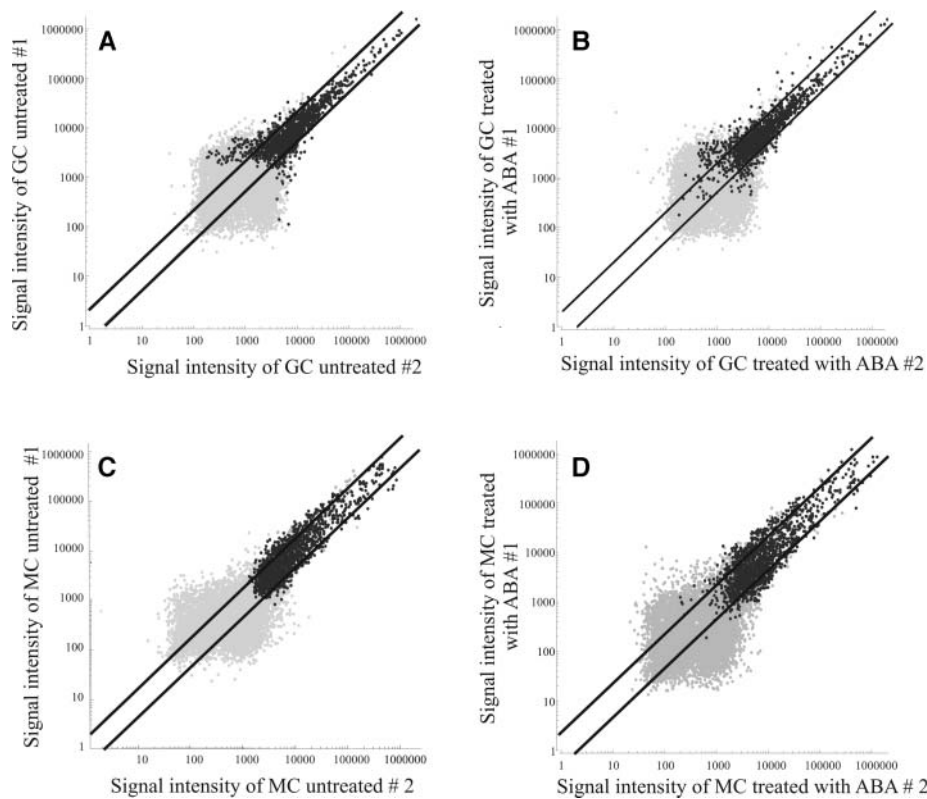 A
Signal intensity of GC untreated #1
1000000
100000
10000
1000
100
10
1
1 10 100 1000 10000 100000 1000000
Signal intensity of GC untreated #2
B
Signal intensity of GC treated
with ABA #1
1000000
100000
10000
1000
100
10
1
1 10 100 1000 10000 100000 1000000
Signal intensity of GC treated with ABA #2
C
Signal intensity of MC untreated #1
1000000
100000
10000
1000
100
10
1
10 100 1000 10000 100000 1000000
Signal intensity of MC untreated # 2
D
Signal intensity of MC treated
with ABA #1
1000000
100000
10000
1000
100
10
1
1 10 100 1000 10000 100000 1000000
Signal intensity of MC treated with ABA # 2